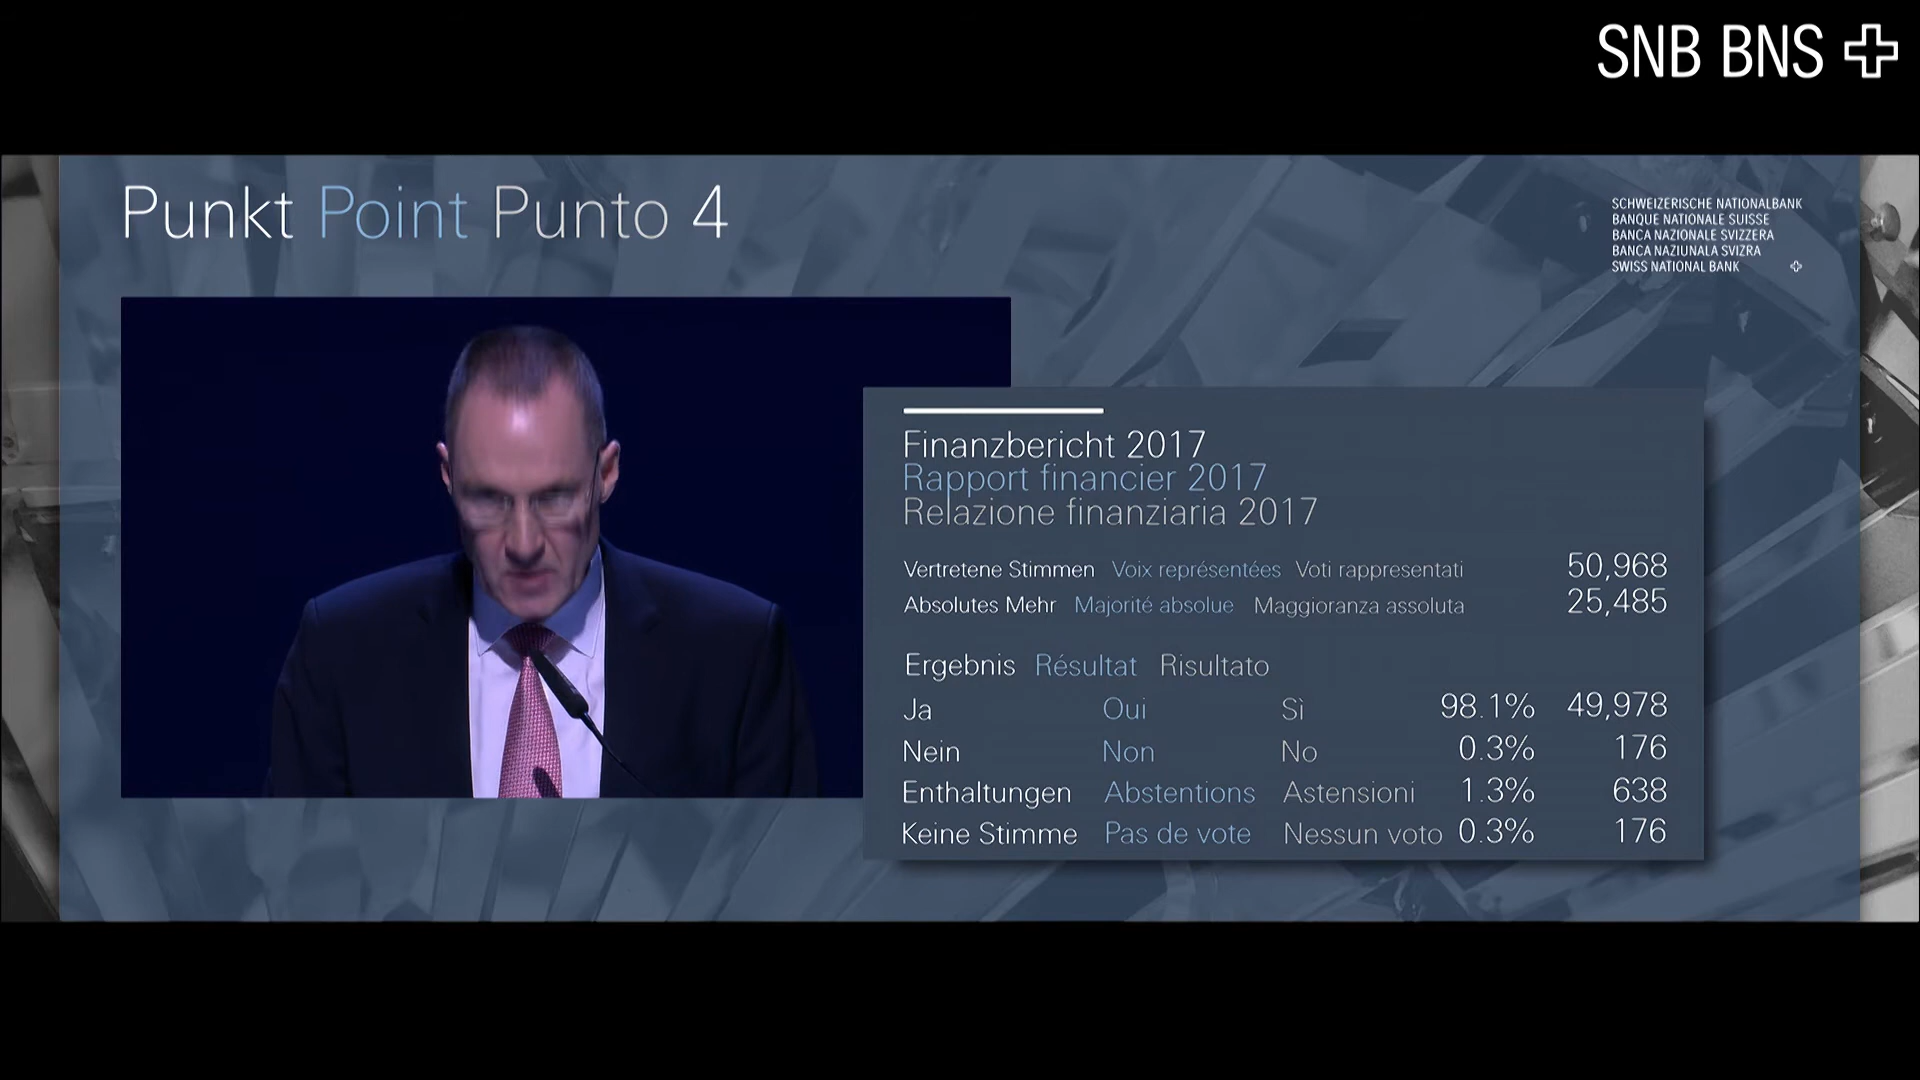 SNB BNS
Punkt Point Punto 4
SCHWEIZERISCHE NATIONALBANK
BANQUE NATIONALE SUISSE
BANCA NAZIONALE SVIZZERA
BANCA NAZIUNALA SVIZRA
SWISS NATIONAL BANK
Finanzbericht 2017
Rapport financier 2017
Relazione finanziaria 2017
Vertretene Stimmen Voix représentées Voti rappresentati 50,968
Absolutes Mehr Majorité absolue Maggioranza assoluta 25,485
Ergebnis Résultat Risultato
Ja Oui Sì 98.1% 49,978
Nein Non No 0.3% 176
Enthaltungen Abstentions Astensioni 1.3% 638
Keine Stimme Pas de vote Nessun voto 0.3% 176